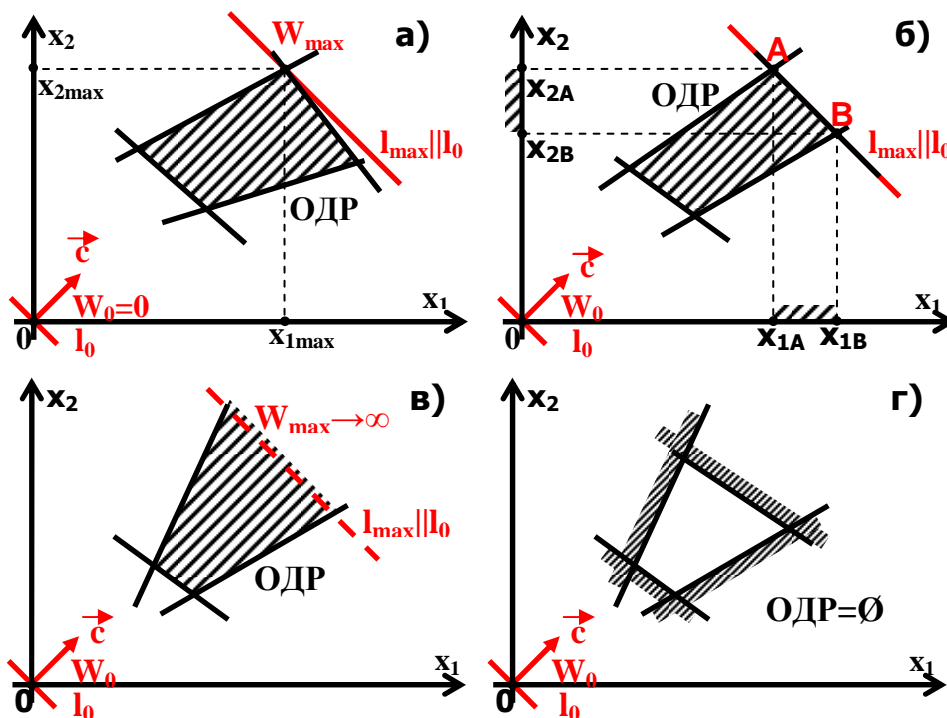 а)
x₂
Wmax
x2max
lmax||l₀
ОДР
c
W₀=0
x₁
0
l₀
x1max
б)
x₂
A
x2A
ОДР
B
x2B
lmax||l₀
c
W₀
x₁
0
l₀
x1A
x1B
в)
x₂
Wmax→∞
lmax||l₀
ОДР
c
W₀
x₁
0
l₀
г)
x₂
ОДР=Ø
c
W₀
x₁
0
l₀